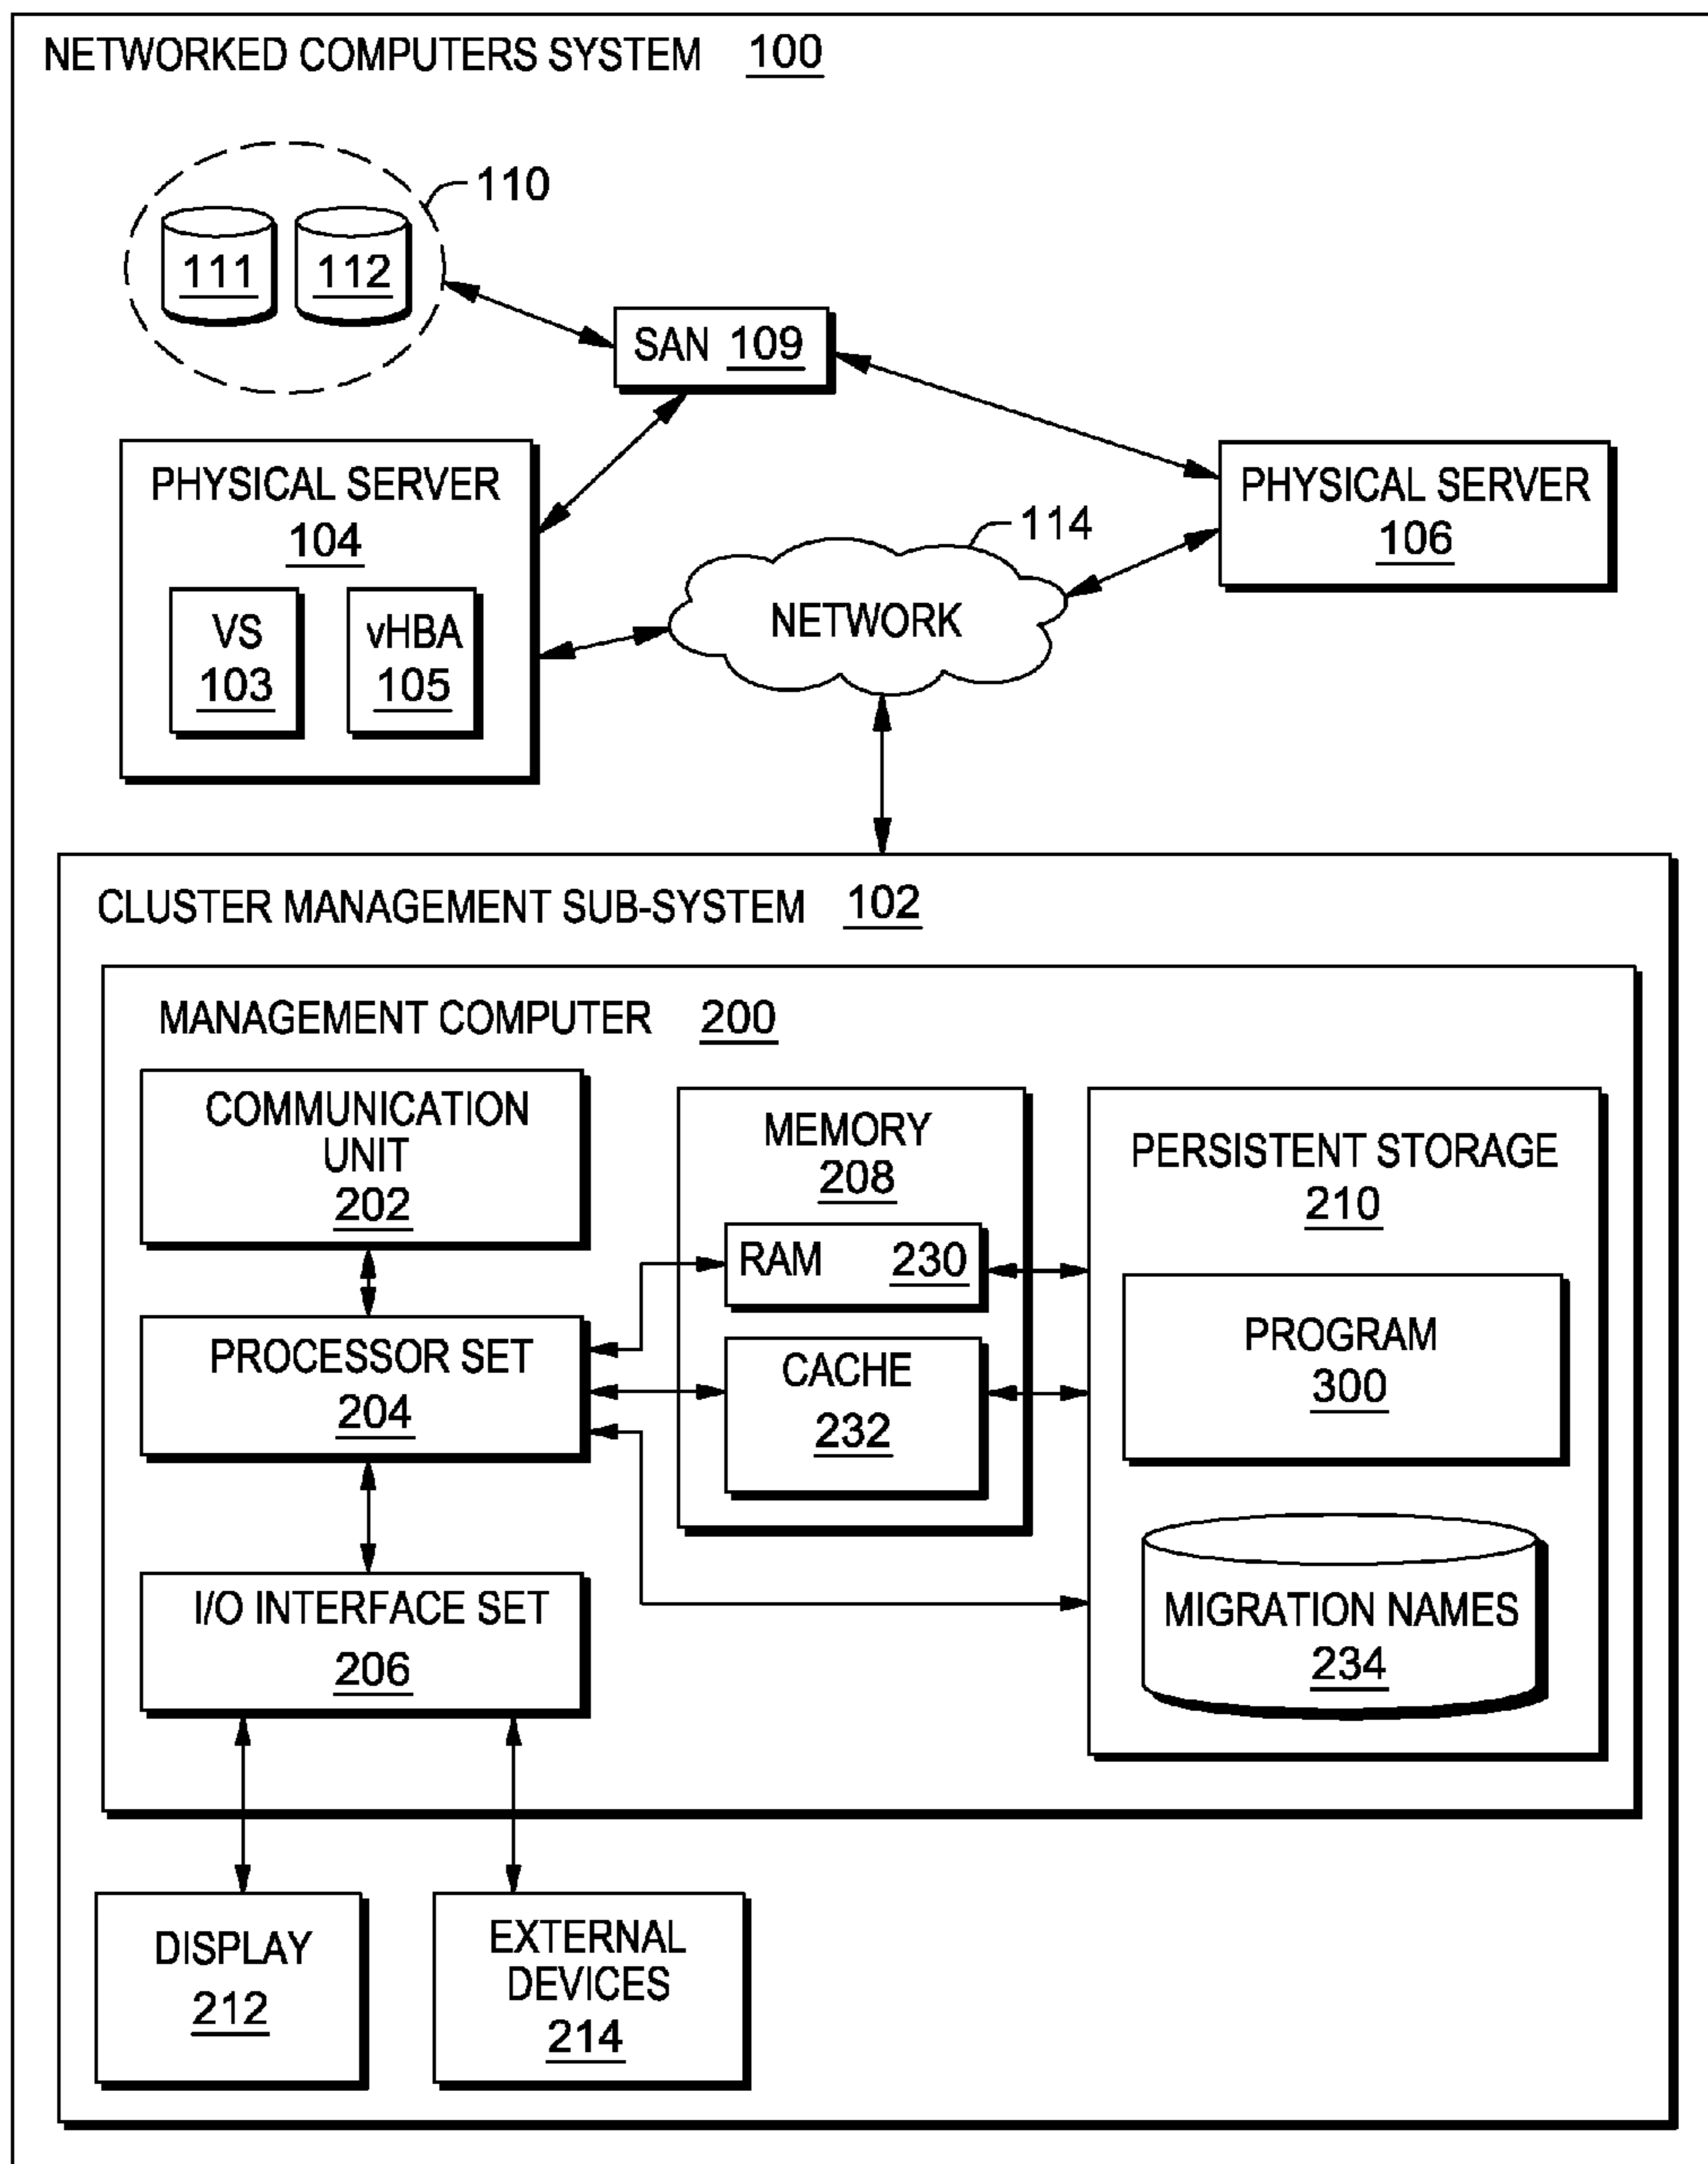 NETWORKED COMPUTERS SYSTEM 100
110
111
112
SAN 109
PHYSICAL SERVER
104
VS
103
vHBA
105
PHYSICAL SERVER
106
114
NETWORK
CLUSTER MANAGEMENT SUB-SYSTEM 102
MANAGEMENT COMPUTER 200
COMMUNICATION
UNIT
202
PROCESSOR SET
204
I/O INTERFACE SET
206
MEMORY
208
RAM 230
CACHE
232
PERSISTENT STORAGE
210
PROGRAM
300
MIGRATION NAMES
234
DISPLAY
212
EXTERNAL
DEVICES
214